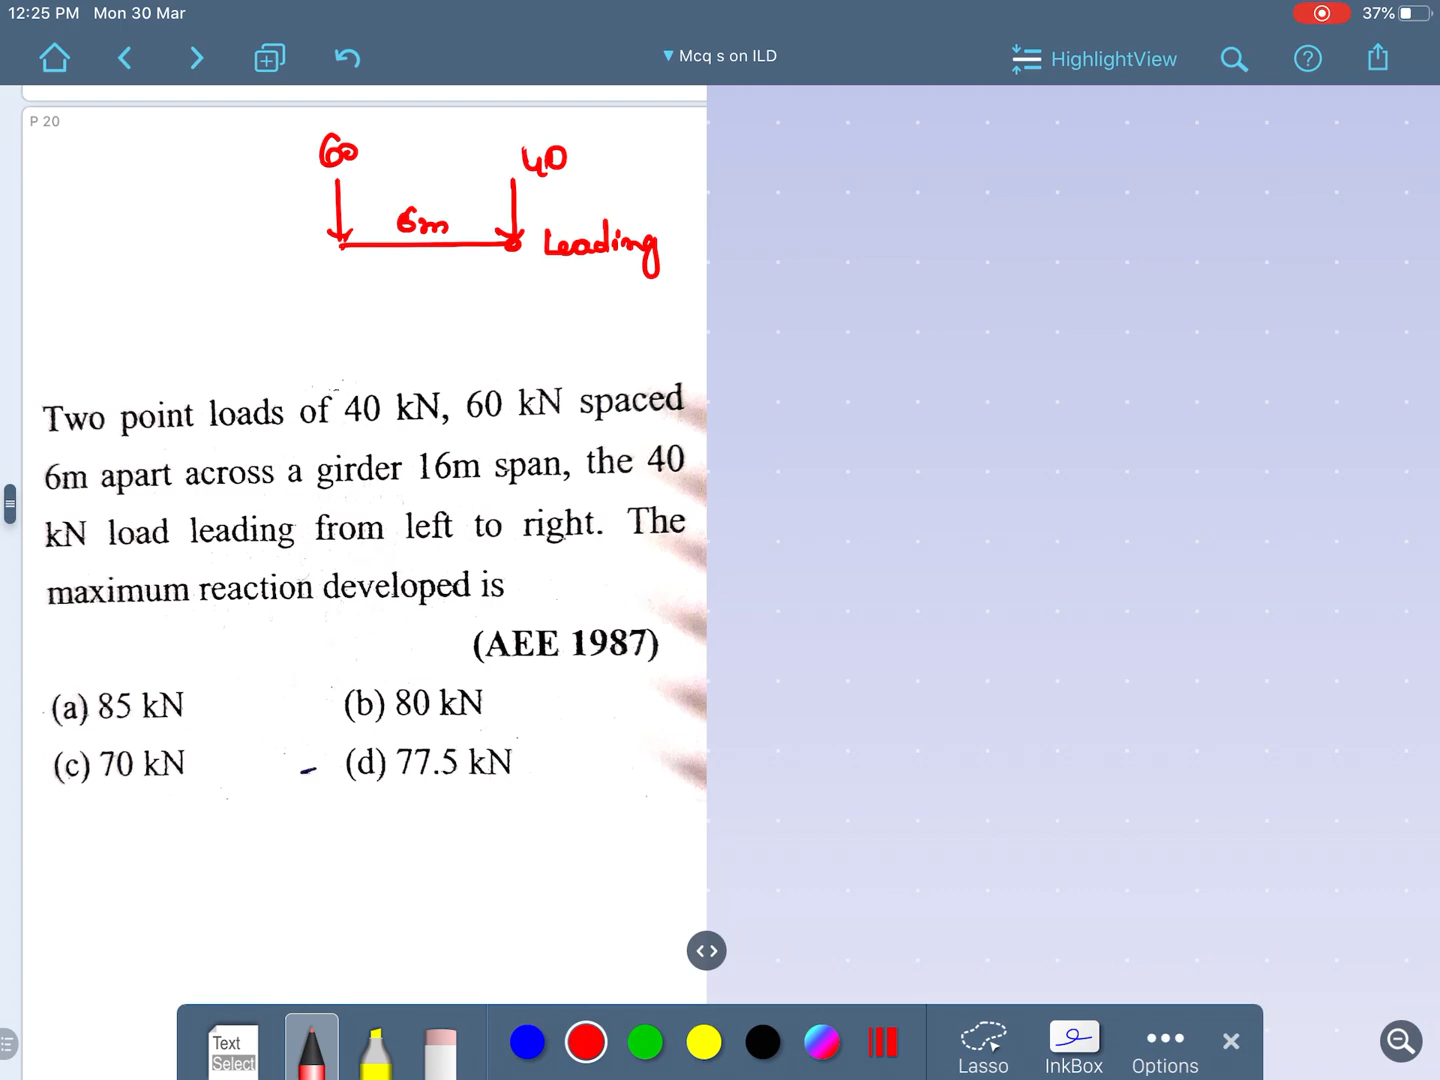 12:25 PM Mon 30 Mar
37%
▼ Mcq s on ILD
HighlightView
P 20
60
40
6m
Leading
Two point loads of 40 kN, 60 kN spaced
6m apart across a girder 16m span, the 40
kN load leading from left to right. The
maximum reaction developed is
(AEE 1987)
(a) 85 kN (b) 80 kN
(c) 70 kN (d) 77.5 kN
Text
Select
Lasso
InkBox
Options